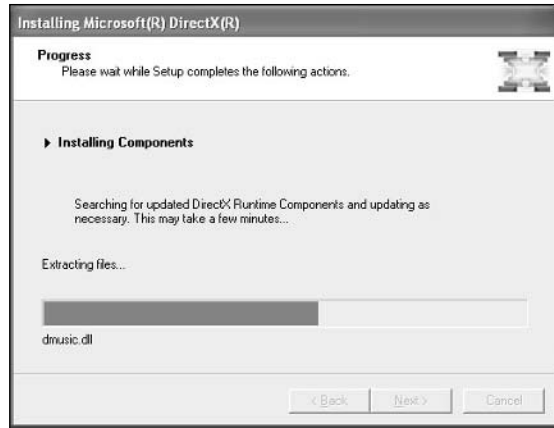 Installing Microsoft(R) DirectX(R)
Progress
Please wait while Setup completes the following actions.
Installing Components
Searching for updated DirectX Runtime Components and updating as
necessary. This may take a few minutes...
Extracting files...
dmusic.dll
< Back
Next >
Cancel